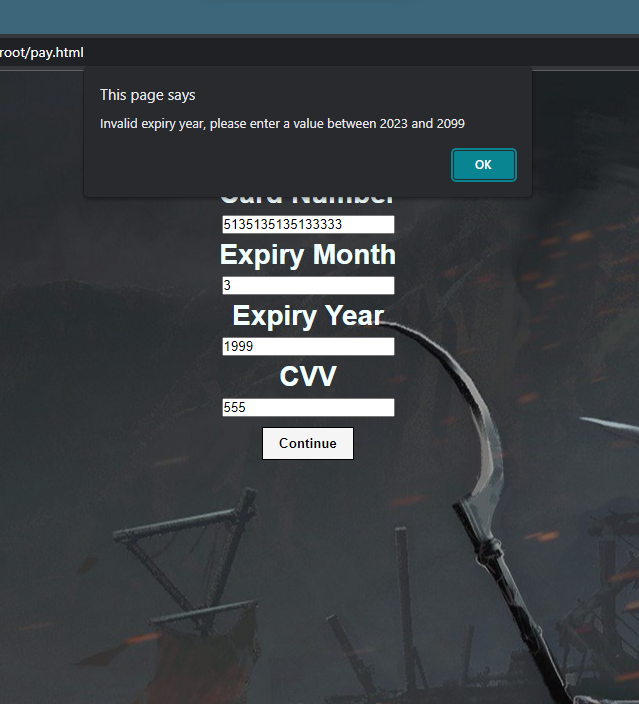 root/pay.html
This page says
Invalid expiry year, please enter a value between 2023 and 2099
OK
Card Number
5135135135133333
Expiry Month
3
Expiry Year
1999
CVV
555
Continue